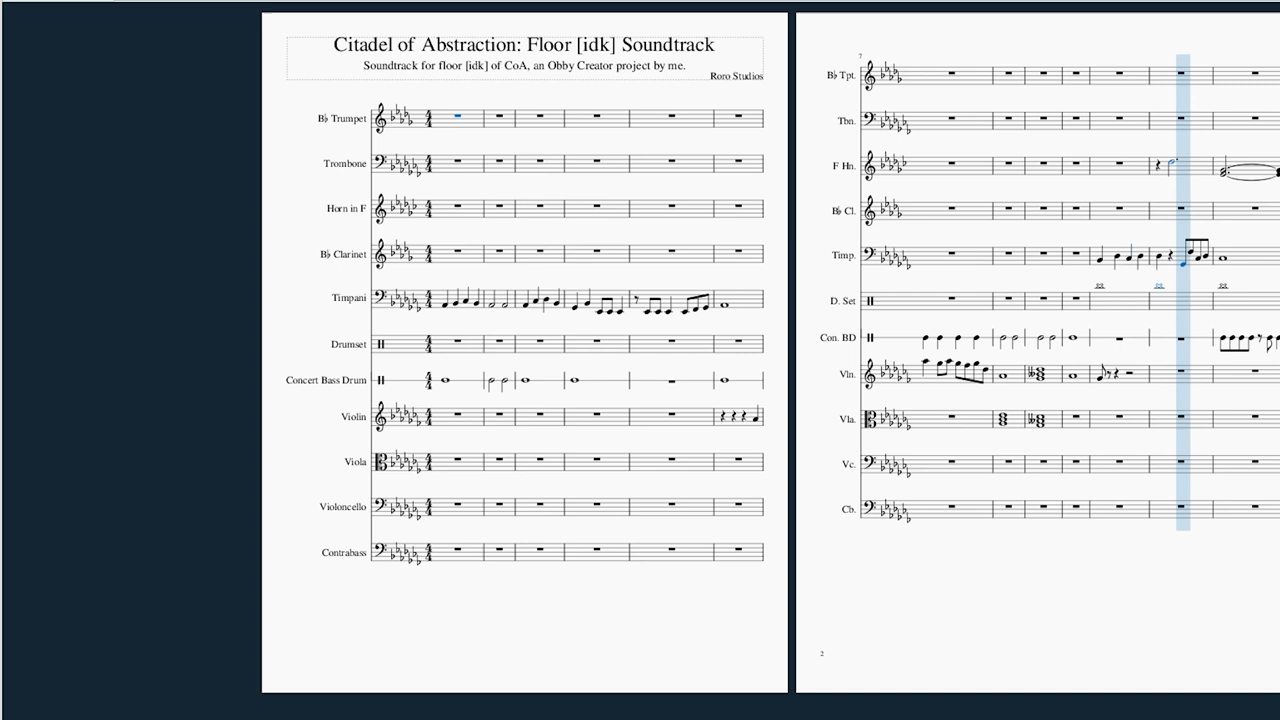 Citadel of Abstraction: Floor [idk] Soundtrack
Soundtrack for floor [idk] of CoA, an Obby Creator project by me.
Roro Studios
B♭ Trumpet
Trombone
Horn in F
B♭ Clarinet
Timpani
Drumset
Concert Bass Drum
Violin
Viola
Violoncello
Contrabass
7
B♭ Tpt.
Tbn.
F Hn.
B♭ Cl.
Timp.
D. Set
Con. BD
Vln.
Vla.
Vc.
Cb.
2